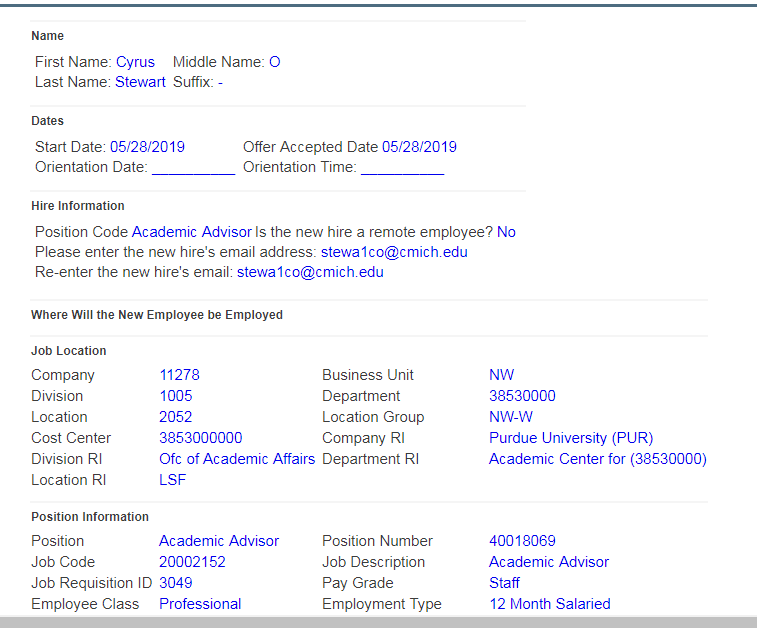 Name
First Name: Cyrus Middle Name: O
Last Name: Stewart Suffix: -
Dates
Start Date: 05/28/2019 Offer Accepted Date 05/28/2019
Orientation Date: __________ Orientation Time: __________
Hire Information
Position Code Academic Advisor Is the new hire a remote employee? No
Please enter the new hire's email address: stewa1co@cmich.edu
Re-enter the new hire's email: stewa1co@cmich.edu
Where Will the New Employee be Employed
Job Location
Company 11278 Business Unit NW
Division 1005 Department 38530000
Location 2052 Location Group NW-W
Cost Center 3853000000 Company RI Purdue University (PUR)
Division RI Ofc of Academic Affairs Department RI Academic Center for (38530000)
Location RI LSF
Position Information
Position Academic Advisor Position Number 40018069
Job Code 20002152 Job Description Academic Advisor
Job Requisition ID 3049 Pay Grade Staff
Employee Class Professional Employment Type 12 Month Salaried